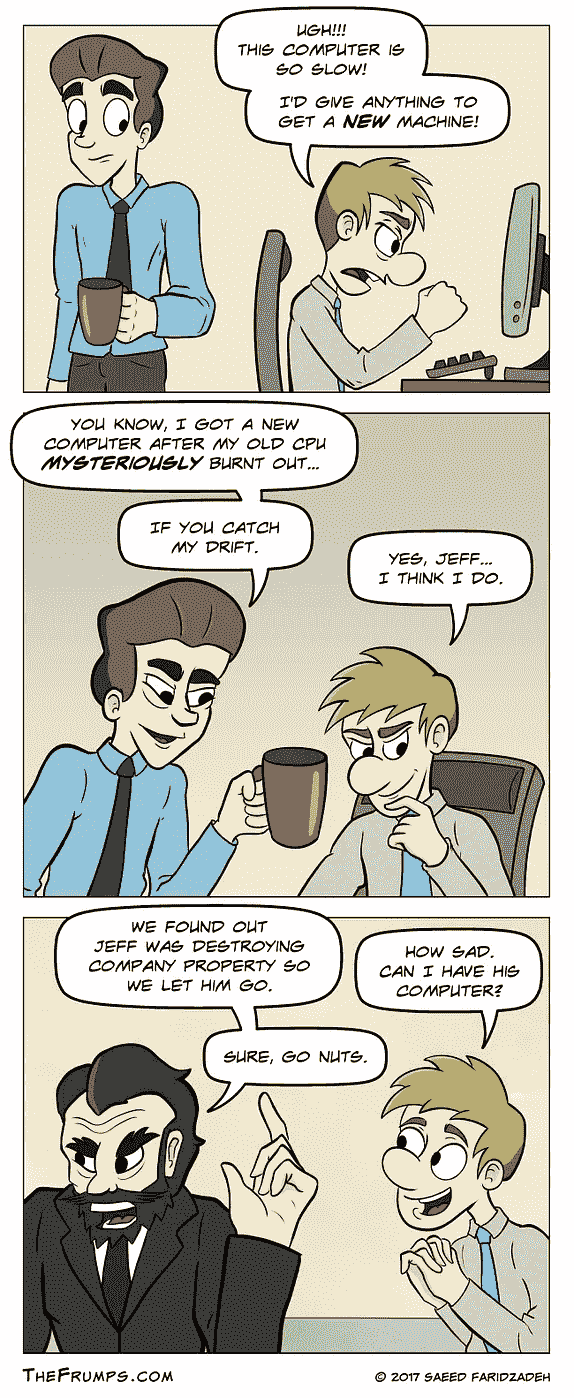 UGH!!!
THIS COMPUTER IS
SO SLOW!
I'D GIVE ANYTHING TO
GET A NEW MACHINE!
YOU KNOW, I GOT A NEW
COMPUTER AFTER MY OLD CPU
MYSTERIOUSLY BURNT OUT...
IF YOU CATCH
MY DRIFT.
YES, JEFF...
I THINK I DO.
WE FOUND OUT
JEFF WAS DESTROYING
COMPANY PROPERTY SO
WE LET HIM GO.
HOW SAD.
CAN I HAVE HIS
COMPUTER?
SURE, GO NUTS.
THEFRUMPS.COM
© 2017 SAEED FARIDZADEH